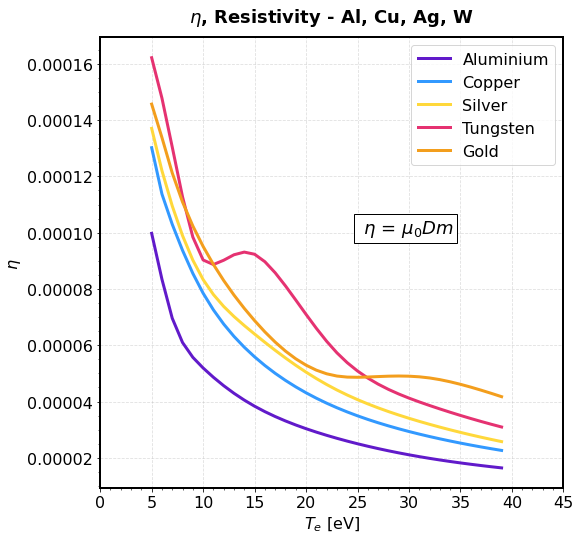 η, Resistivity - Al, Cu, Ag, W
0.00016
0.00014
0.00012
0.00010
0.00008
0.00006
0.00004
0.00002
η
Aluminium
Copper
Silver
Tungsten
Gold
η = μ₀Dm
0 5 10 15 20 25 30 35 40 45
Tₑ [eV]